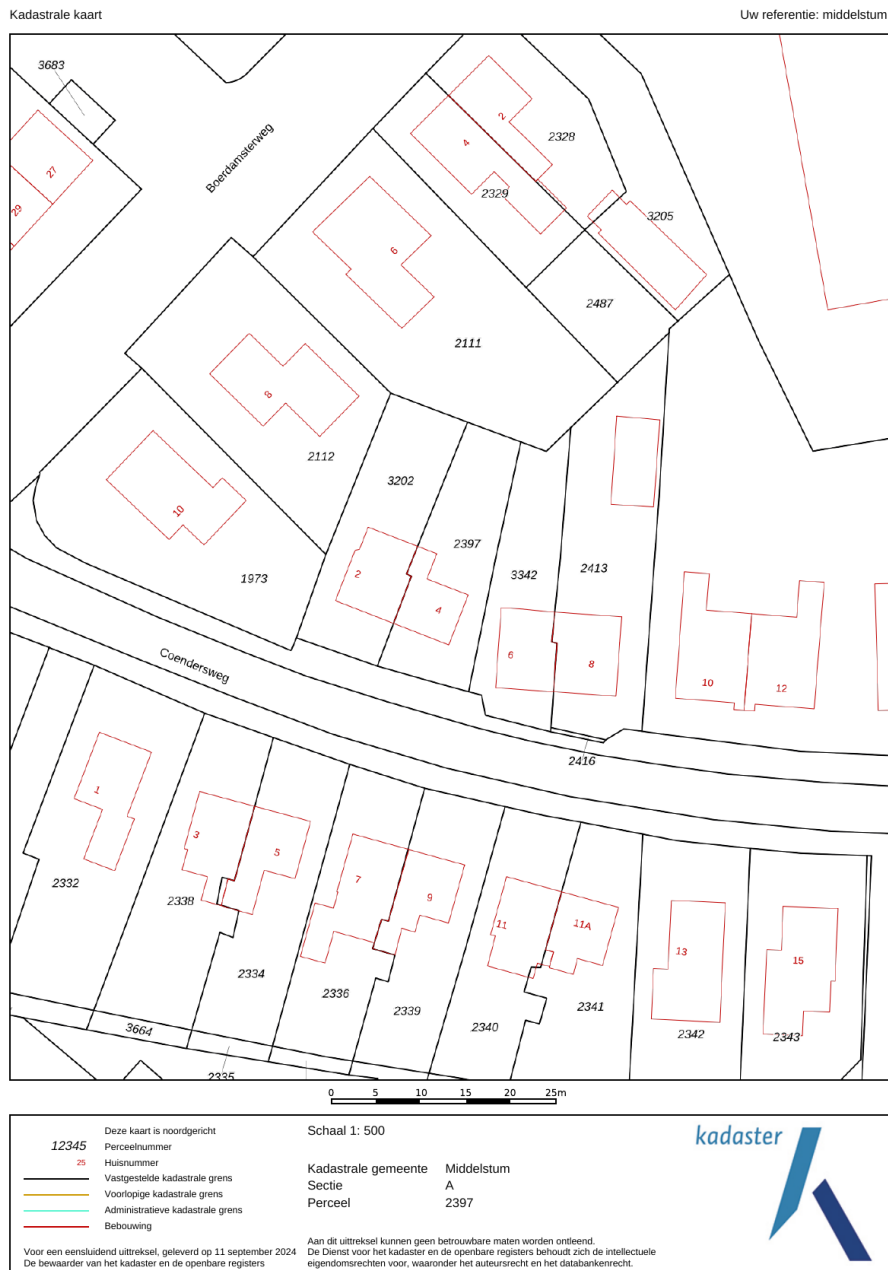 Kadastrale kaart
Uw referentie: middelstum
3683
Boerdamsterweg
27
29
2
4
2328
2329
3205
6
2487
2111
8
2112
3202
10
1973
2397
3342
2413
2
4
6
8
10
12
Coendersweg
2416
1
3
5
7
9
11
11A
13
15
2332
2338
2334
2336
2339
2340
2341
2342
2343
3664
2335
0 5 10 15 20 25m
Deze kaart is noordgericht
12345 Perceelnummer
25 Huisnummer
Vastgestelde kadastrale grens
Voorlopige kadastrale grens
Administratieve kadastrale grens
Bebouwing
Voor een eensluidend uittreksel, geleverd op 11 september 2024
De bewaarder van het kadaster en de openbare registers
Schaal 1: 500
Kadastrale gemeente Middelstum
Sectie A
Perceel 2397
Aan dit uittreksel kunnen geen betrouwbare maten worden ontleend.
De Dienst voor het kadaster en de openbare registers behoudt zich de intellectuele
eigendomsrechten voor, waaronder het auteursrecht en het databankenrecht.
kadaster